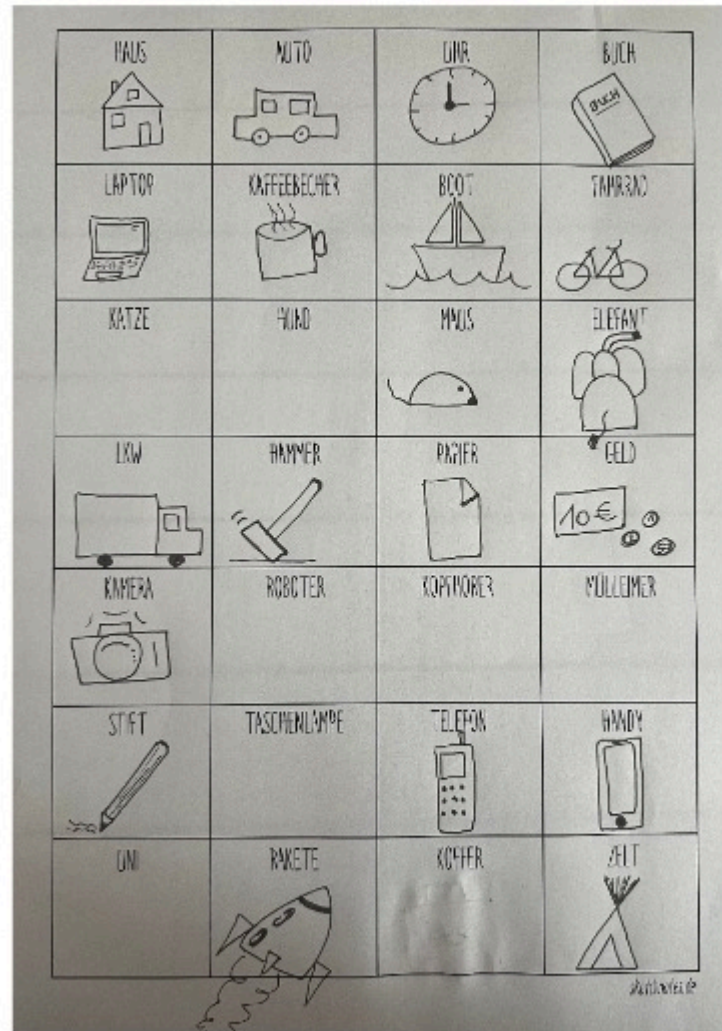 HAUS AUTO UHR BUCH
BUCH
LAPTOP KAFFEEBECHER BOOT FAHRRAD
KATZE HUND MAUS ELEFANT
LKW HAMMER PAPIER GELD
10€
KAMERA ROBOTER KOPFHÖRER MÜLLEIMER
STIFT TASCHENLAMPE TELEFON HANDY
UNI RAKETE KOFFER ZELT